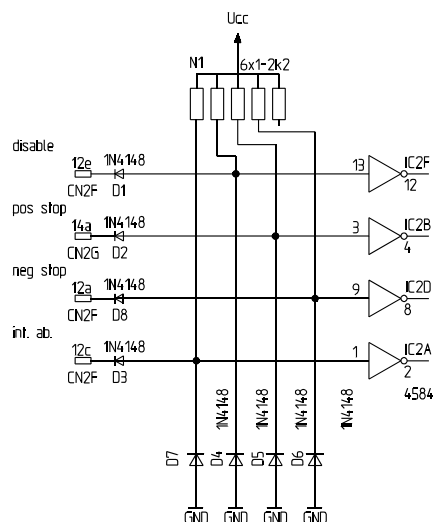 Ucc
N1 6x1-2k2
disable
12e 1N4148 13 IC2F
CN2F D1 12
pos stop
14a 1N4148 3 IC2B
CN2G D2 4
neg stop
12a 1N4148 9 IC2D
CN2F D8 8
int. ab.
12c 1N4148 1 IC2A
CN2F D3 2
4584
1N4148 1N4148 1N4148 1N4148
D7 D4 D5 D6
GND GND GND GND